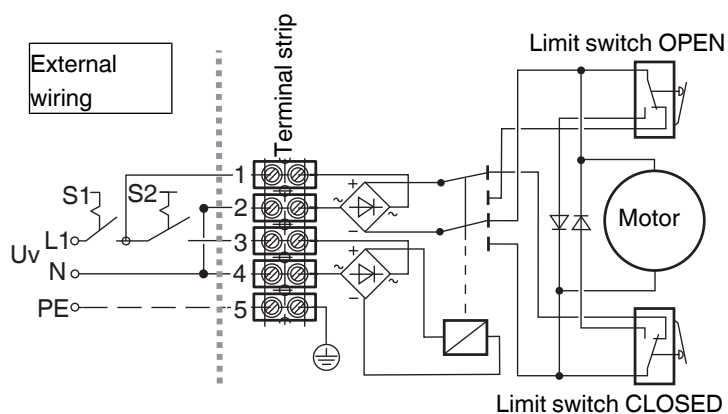 Limit switch OPEN
External
wiring
Terminal strip
1
S1 S2
2
L1 3
Uv
N 4
PE 5
+
~ ~
−
+
~ ~
−
Motor
Limit switch CLOSED